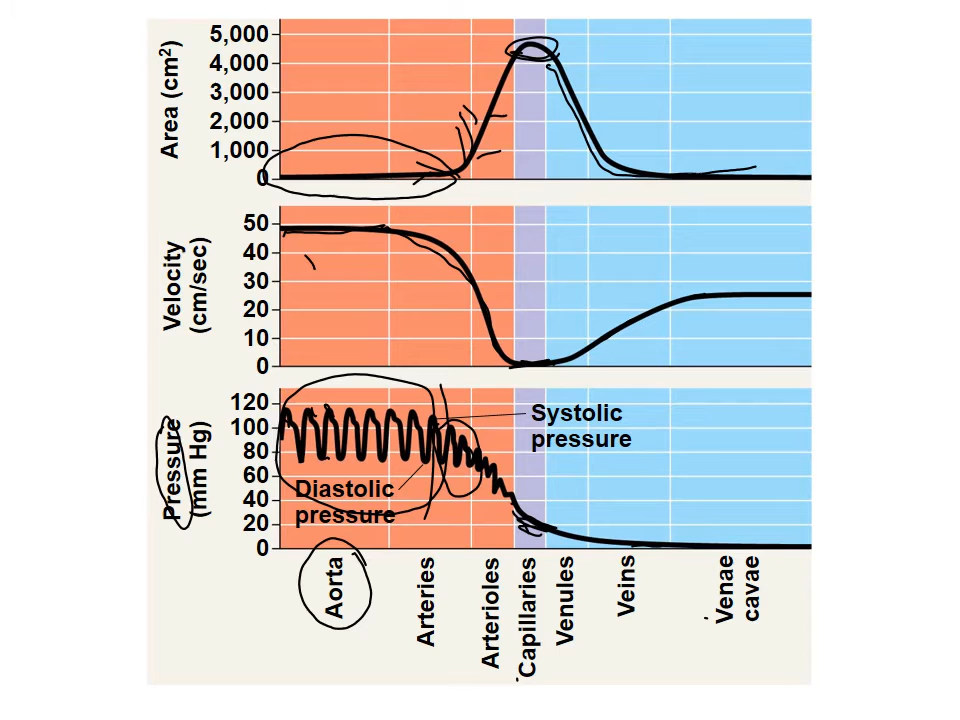 Area (cm²)
5,000
4,000
3,000
2,000
1,000
0
Velocity
(cm/sec)
50
40
30
20
10
0
Pressure
(mm Hg)
120
100
80
60
40
20
0
Systolic
pressure
Diastolic
pressure
Aorta
Arteries
Arterioles
Capillaries
Venules
Veins
Venae
cavae